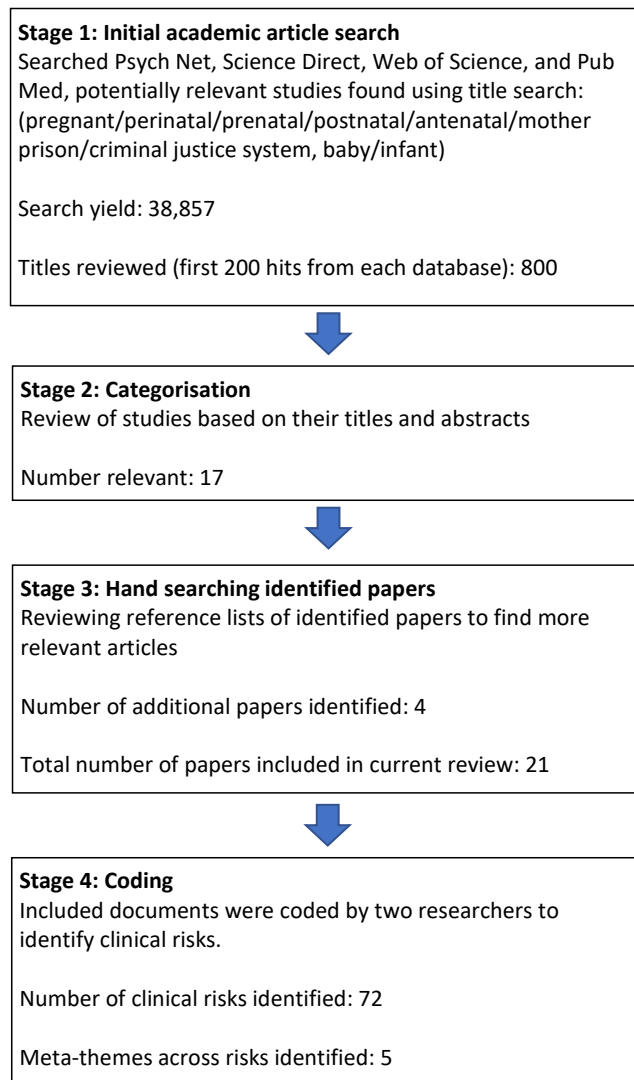 Stage 1: Initial academic article search
Searched Psych Net, Science Direct, Web of Science, and Pub
Med, potentially relevant studies found using title search:
(pregnant/perinatal/prenatal/postnatal/antenatal/mother
prison/criminal justice system, baby/infant)
Search yield: 38,857
Titles reviewed (first 200 hits from each database): 800
Stage 2: Categorisation
Review of studies based on their titles and abstracts
Number relevant: 17
Stage 3: Hand searching identified papers
Reviewing reference lists of identified papers to find more
relevant articles
Number of additional papers identified: 4
Total number of papers included in current review: 21
Stage 4: Coding
Included documents were coded by two researchers to
identify clinical risks.
Number of clinical risks identified: 72
Meta-themes across risks identified: 5